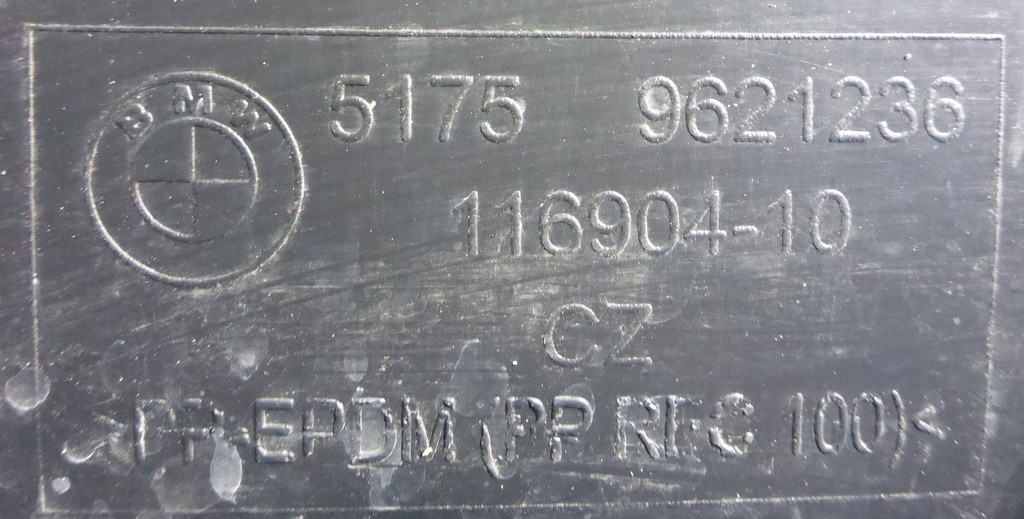 BMW
5175 9621236
116904-10
CZ
>PP-EPDM (PP REC 100)<